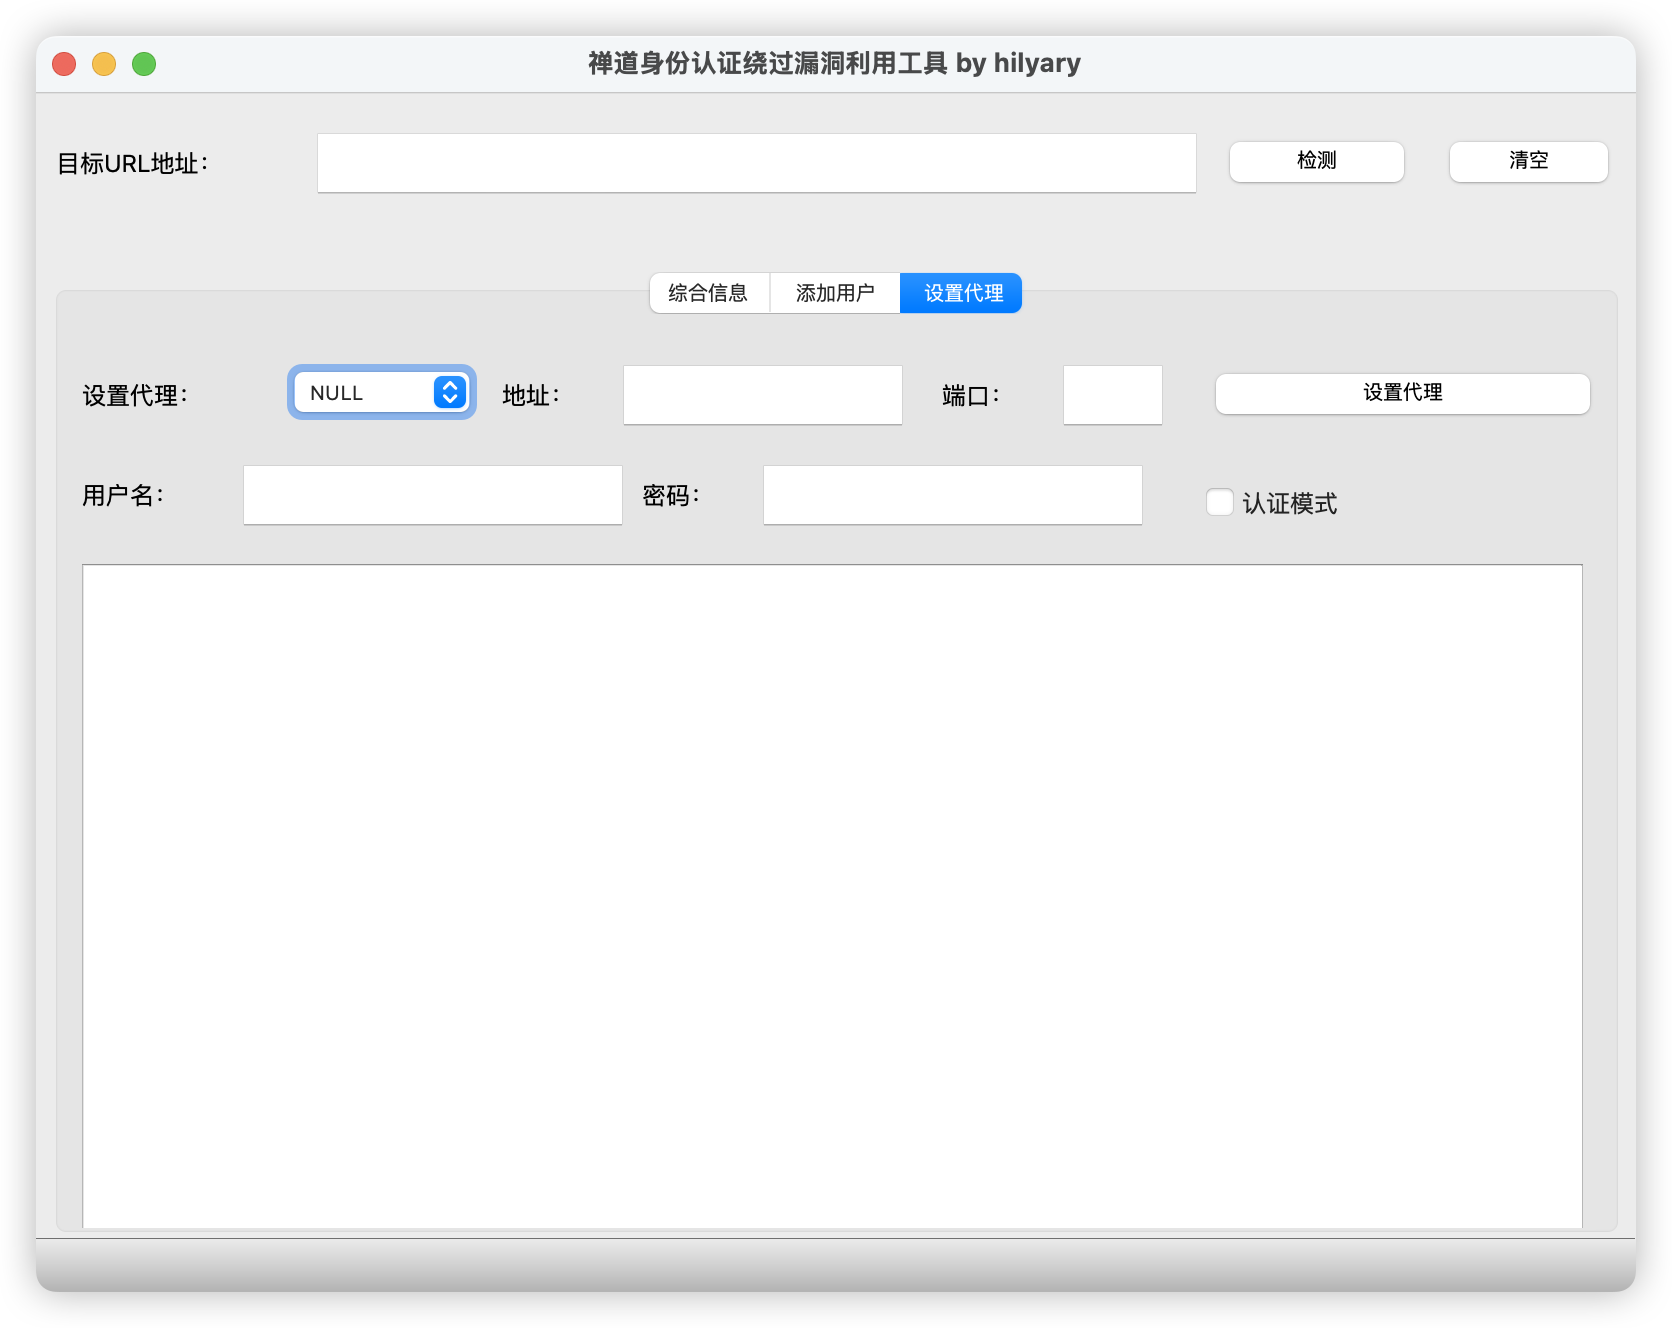 禅道身份认证绕过漏洞利用工具 by hilyary
目标URL地址： 检测 清空
综合信息 添加用户 设置代理
设置代理： NULL 地址： 端口： 设置代理
用户名： 密码： 认证模式